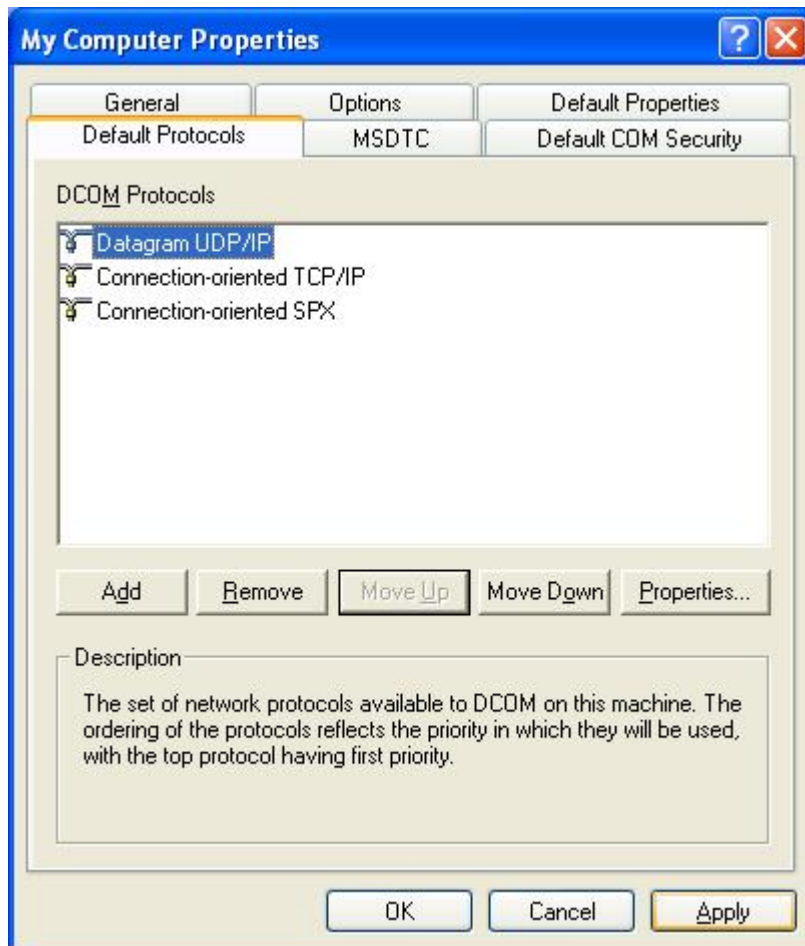 My Computer Properties
?
X
General
Options
Default Properties
Default Protocols
MSDTC
Default COM Security
DCOM Protocols
Datagram UDP/IP
Connection-oriented TCP/IP
Connection-oriented SPX
Add
Remove
Move Up
Move Down
Properties...
Description
The set of network protocols available to DCOM on this machine. The
ordering of the protocols reflects the priority in which they will be used,
with the top protocol having first priority.
OK
Cancel
Apply